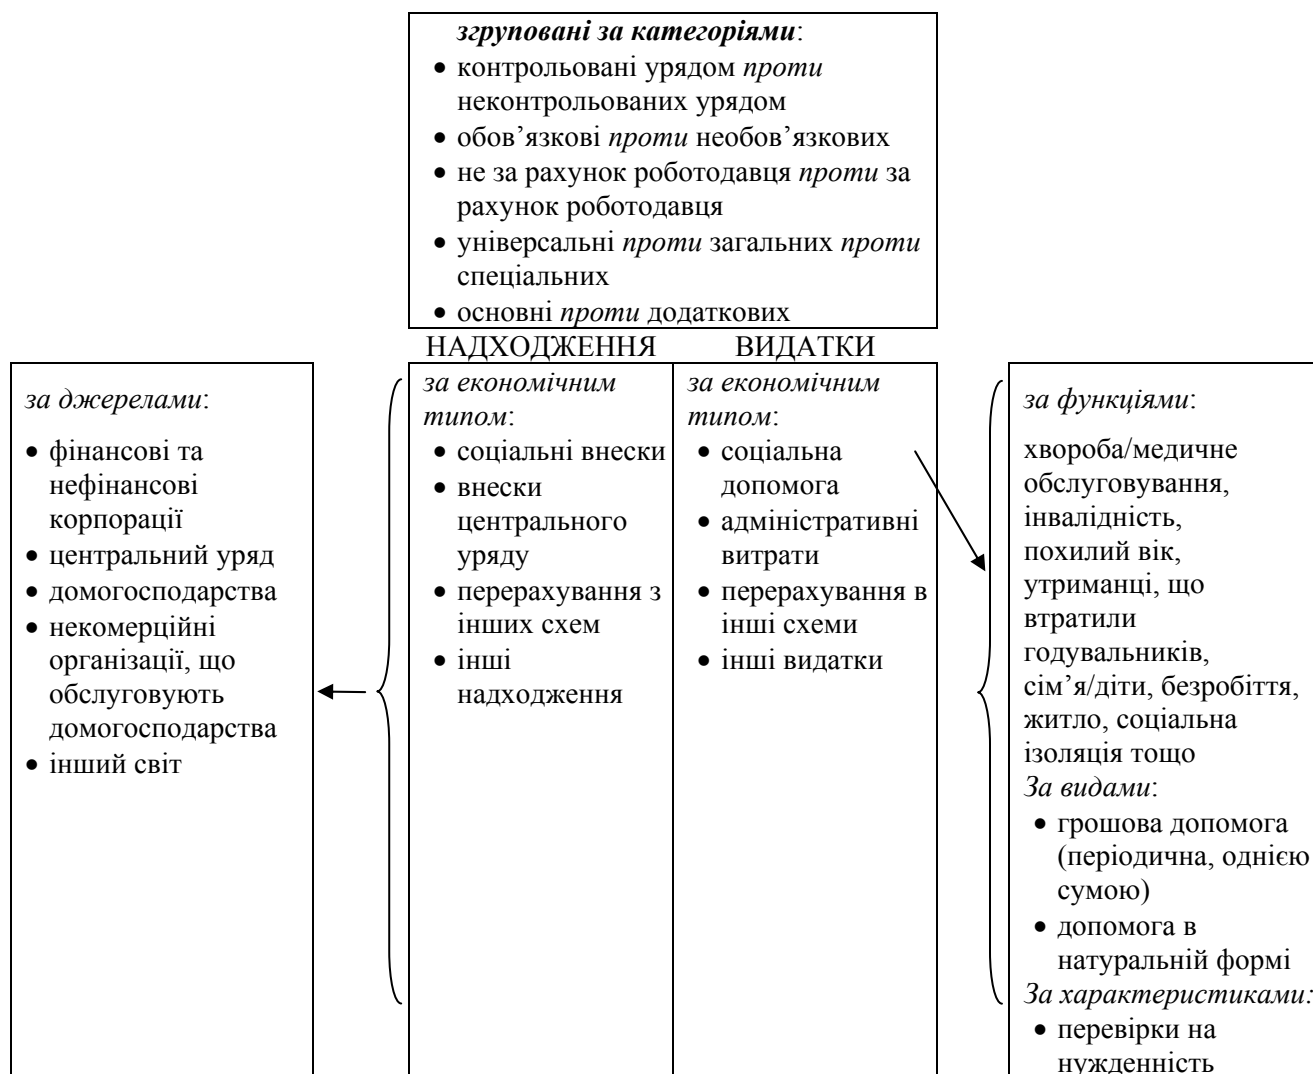 згруповані за категоріями:
• контрольовані урядом проти
неконтрольованих урядом
• обов’язкові проти необов’язкових
• не за рахунок роботодавця проти за
рахунок роботодавця
• універсальні проти загальних проти
спеціальних
• основні проти додаткових
НАДХОДЖЕННЯ ВИДАТКИ
за джерелами:
• фінансові та
нефінансові
корпорації
• центральний уряд
• домогосподарства
• некомерційні
організації, що
обслуговують
домогосподарства
• інший світ
за економічним
типом:
• соціальні внески
• внески
центрального
уряду
• перерахування з
інших схем
• інші
надходження
за економічним
типом:
• соціальна
допомога
• адміністративні
витрати
• перерахування в
інші схеми
• інші видатки
за функціями:
хвороба/медичне
обслуговування,
інвалідність,
похилий вік,
утриманці, що
втратили
годувальників,
сім’я/діти, безробіття,
житло, соціальна
ізоляція тощо
За видами:
• грошова допомога
(періодична, однією
сумою)
• допомога в
натуральній формі
За характеристиками:
• перевірки на
нужденність